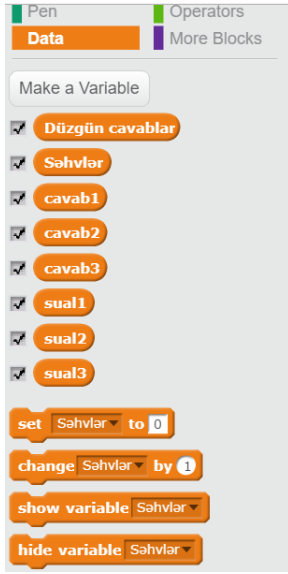 Pen Operators
Data More Blocks
Make a Variable
Düzgün cavablar
Səhvlər
cavab1
cavab2
cavab3
sual1
sual2
sual3
set Səhvlər to 0
change Səhvlər by 1
show variable Səhvlər
hide variable Səhvlər